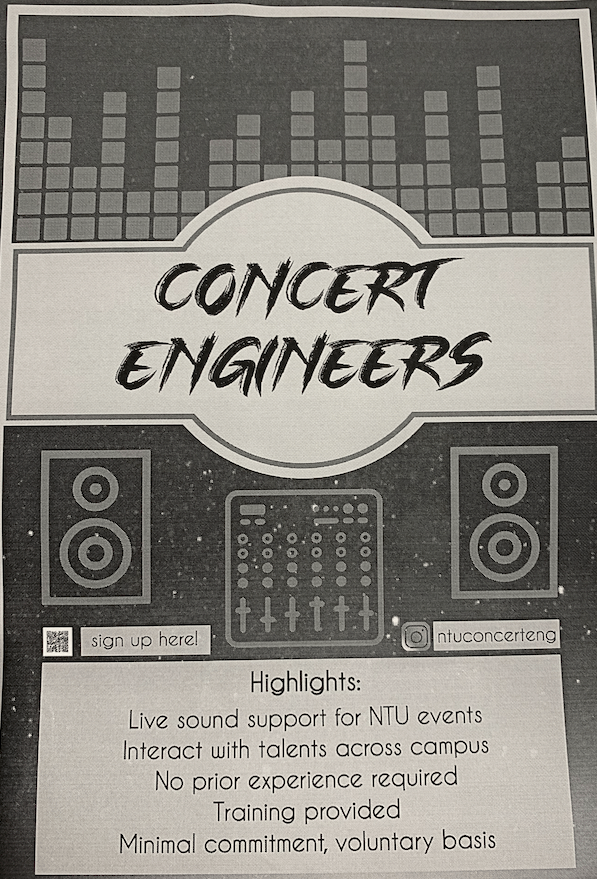 CONCERT
ENGINEERS
sign up here!
ntuconcerteng
Highlights:
Live sound support for NTU events
Interact with talents across campus
No prior experience required
Training provided
Minimal commitment, voluntary basis